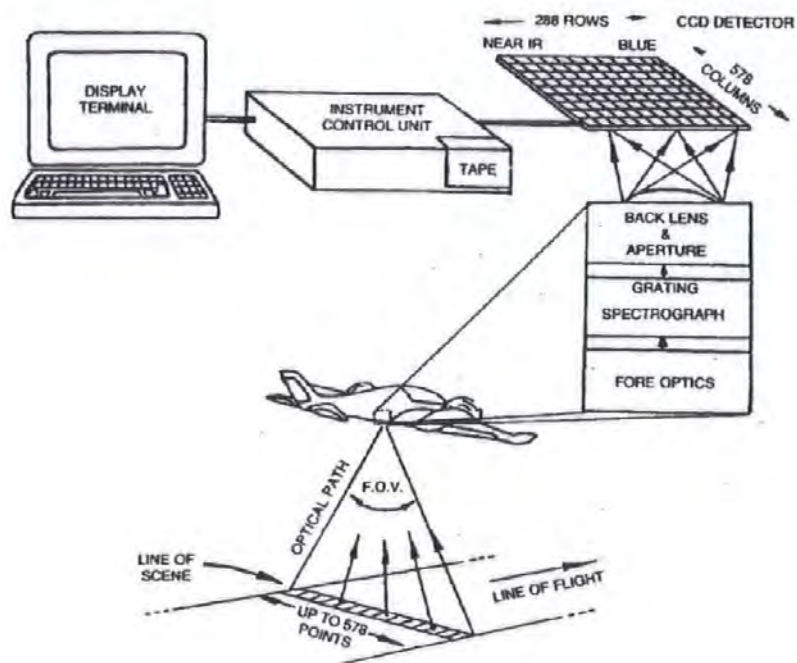 288 ROWS
CCD DETECTOR
NEAR IR
BLUE
578
COLUMNS
DISPLAY
TERMINAL
INSTRUMENT
CONTROL UNIT
TAPE
BACK LENS
&
APERTURE
GRATING
SPECTROGRAPH
FORE OPTICS
OPTICAL PATH
F.O.V.
LINE OF
SCENE
LINE OF FLIGHT
UP TO 578
POINTS